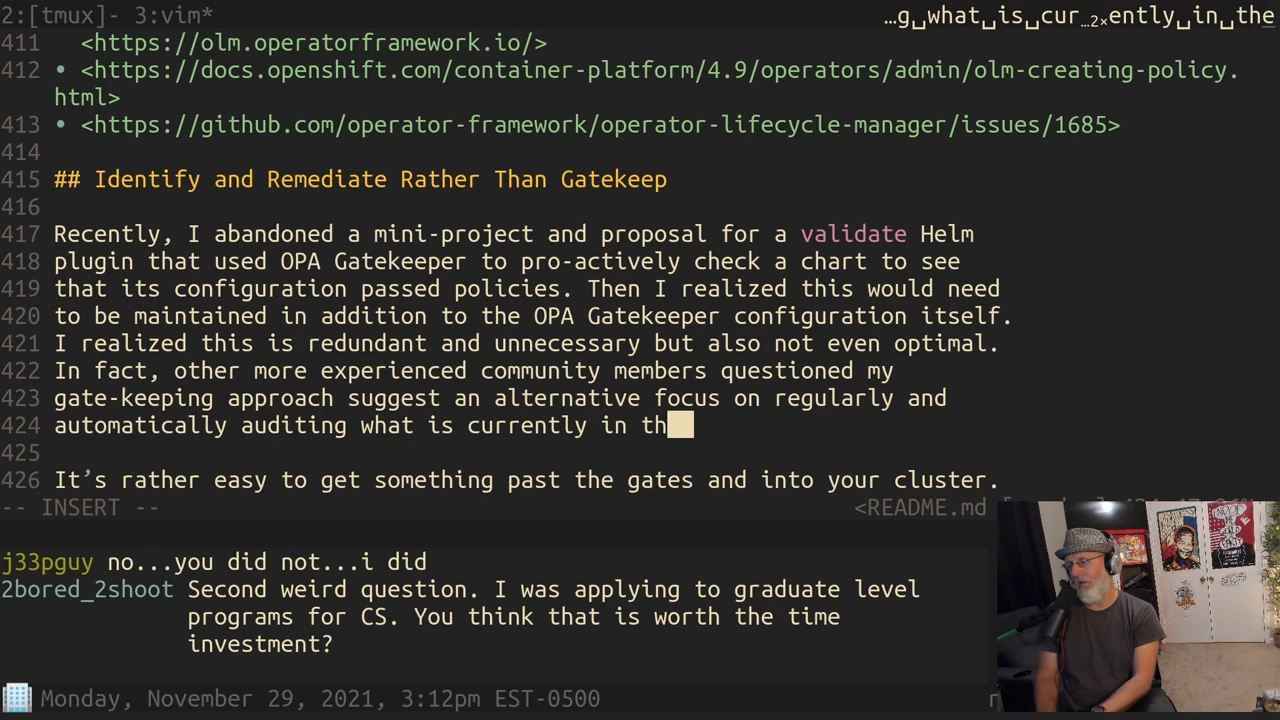 2:[tmux]- 3:vim*
…g␣what␣is␣cur…₂ₓently␣in␣the
411 <https://olm.operatorframework.io/>
412 • <https://docs.openshift.com/container-platform/4.9/operators/admin/olm-creating-policy.
html>
413 • <https://github.com/operator-framework/operator-lifecycle-manager/issues/1685>
414
415 ## Identify and Remediate Rather Than Gatekeep
416
417 Recently, I abandoned a mini-project and proposal for a validate Helm
418 plugin that used OPA Gatekeeper to pro-actively check a chart to see
419 that its configuration passed policies. Then I realized this would need
420 to be maintained in addition to the OPA Gatekeeper configuration itself.
421 I realized this is redundant and unnecessary but also not even optimal.
422 In fact, other more experienced community members questioned my
423 gate-keeping approach suggest an alternative focus on regularly and
424 automatically auditing what is currently in th
425
426 It’s rather easy to get something past the gates and into your cluster.
-- INSERT -- <README.md
j33pguy no...you did not...i did
2bored_2shoot Second weird question. I was applying to graduate level
programs for CS. You think that is worth the time
investment?
Monday, November 29, 2021, 3:12pm EST-0500